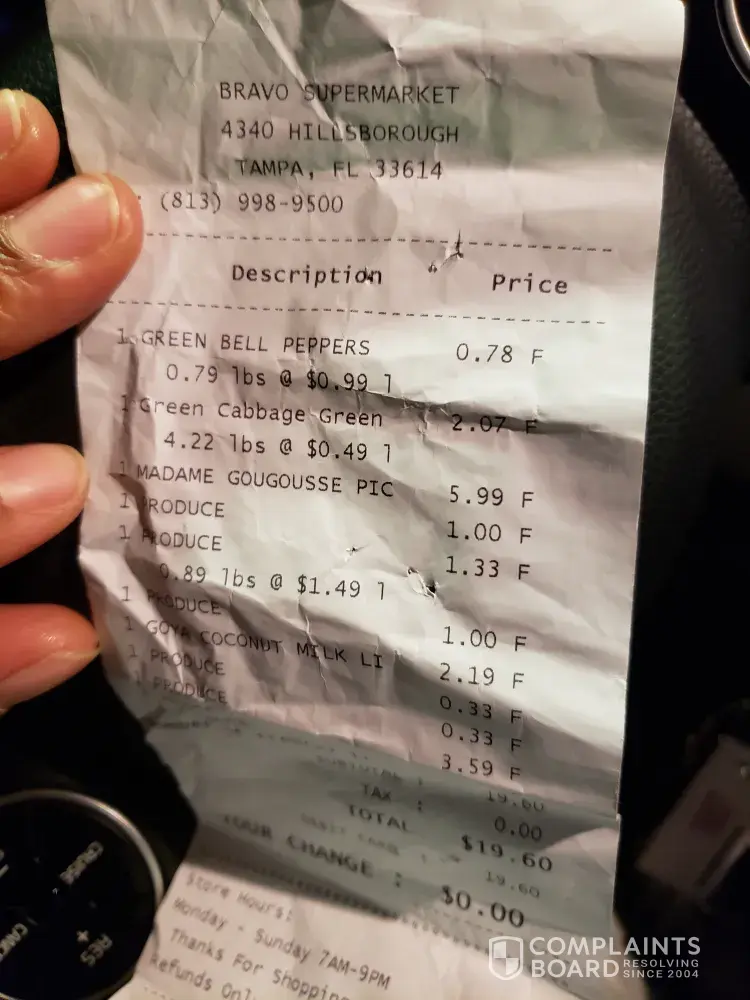 BRAVO SUPERMARKET
4340 HILLSBOROUGH
TAMPA, FL 33614
: (813) 998-9500
Description Price
1 GREEN BELL PEPPERS 0.78 F
0.79 lbs @ $0.99 l
1 Green Cabbage Green 2.07 F
4.22 lbs @ $0.49 l
1 MADAME GOUGOUSSE PIC 5.99 F
1 PRODUCE 1.00 F
1 PRODUCE 1.33 F
0.89 lbs @ $1.49 l
1 PRODUCE 1.00 F
1 GOYA COCONUT MILK LI 2.19 F
1 PRODUCE 0.33 F
1 PRODUCE 0.33 F
3.59 F
SUBTOTAL : 19.60
TAX : 0.00
TOTAL $19.60
19.60
YOUR CHANGE : $0.00
Store Hours:
Monday - Sunday 7AM-9PM
Thanks For Shopping
Refunds Onl
CRUISE
RES
+
COMPLAINTS
BOARD RESOLVING SINCE 2004